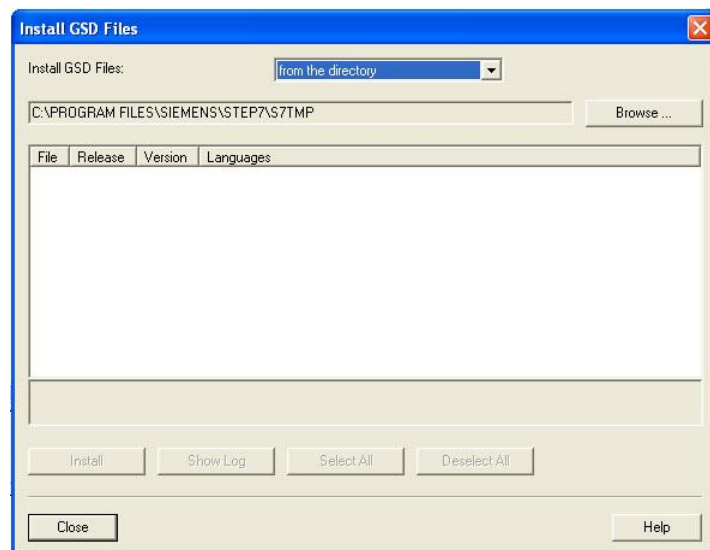 Install GSD Files
Install GSD Files: from the directory
C:\PROGRAM FILES\SIEMENS\STEP7\S7TMP Browse ...
File Release Version Languages
Install Show Log Select All Deselect All
Close Help